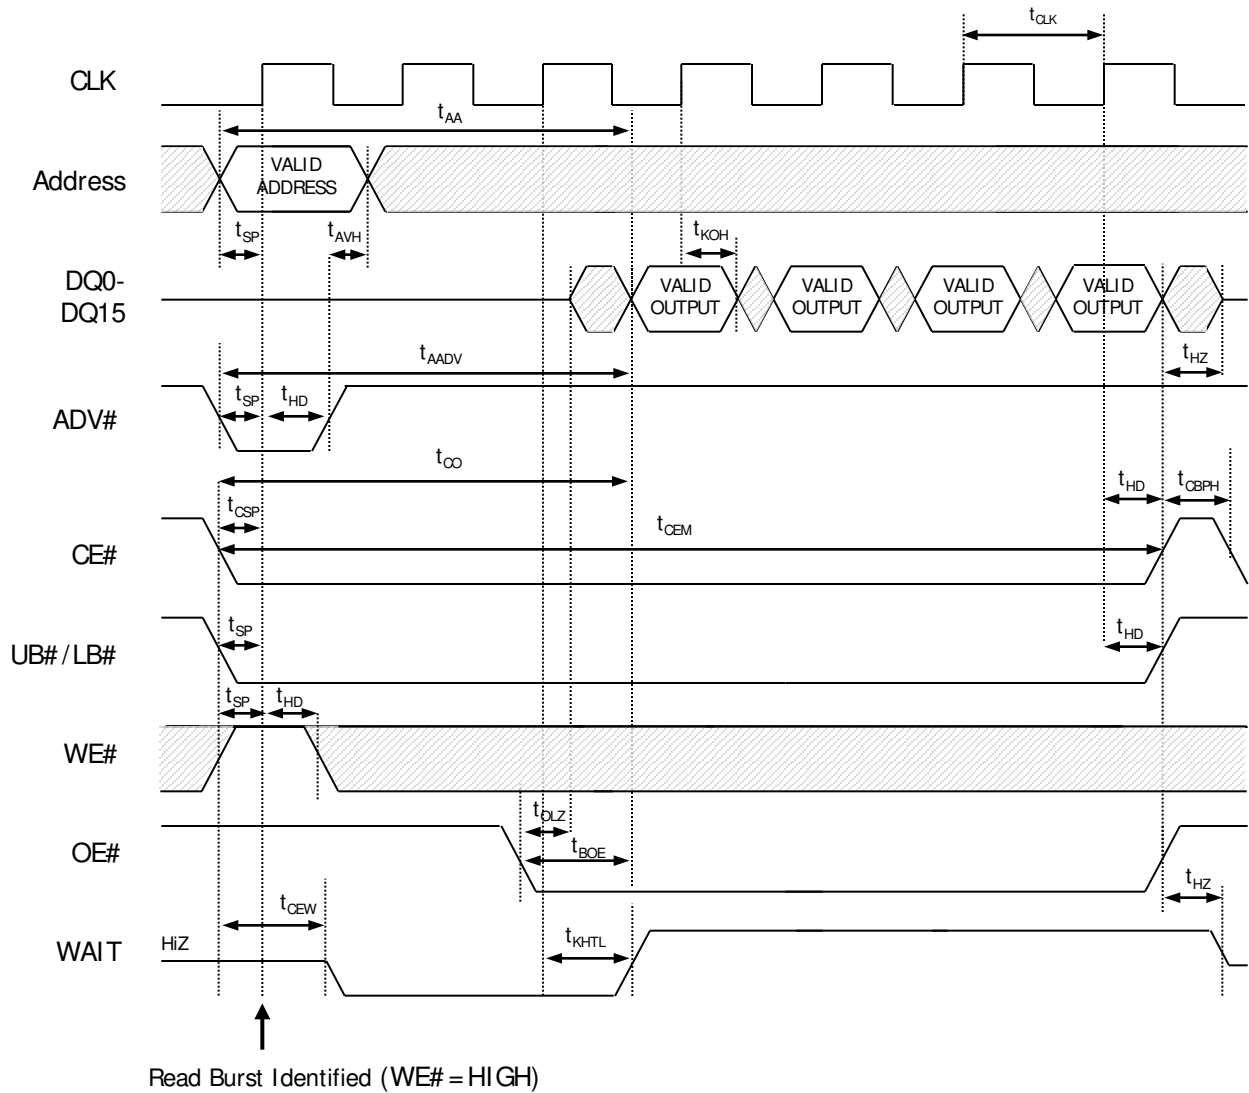 tCLK
CLK
tAA
Address
VALID
ADDRESS
tSP
tAVH
tKOH
DQ0-
DQ15
VALID
OUTPUT
VALID
OUTPUT
VALID
OUTPUT
VALID
OUTPUT
tAADV
tHZ
ADV#
tSP
tHD
tCO
tCSP
tHD
tCBPH
CE#
tCEM
UB# / LB#
tSP
tHD
tSP
tHD
WE#
OE#
tOLZ
tBOE
tHZ
tCEW
WAIT
HiZ
tKHTL
Read Burst Identified (WE# = HIGH)